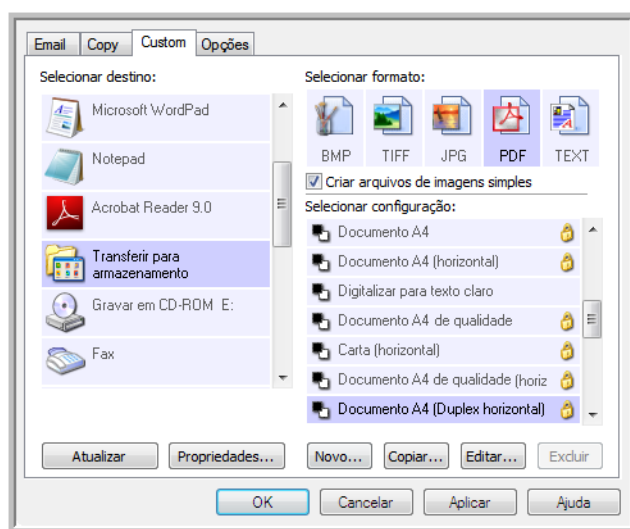 Email Copy Custom Opções
Selecionar destino:
Microsoft WordPad
Notepad
Acrobat Reader 9.0
Transferir para
armazenamento
Gravar em CD-ROM E:
Fax
Selecionar formato:
BMP TIFF JPG PDF TEXT
Criar arquivos de imagens simples
Selecionar configuração:
Documento A4
Documento A4 (horizontal)
Digitalizar para texto claro
Documento A4 de qualidade
Carta (horizontal)
Documento A4 de qualidade (horiz
Documento A4 (Duplex horizontal)
Atualizar Propriedades... Novo... Copiar... Editar... Excluir
OK Cancelar Aplicar Ajuda